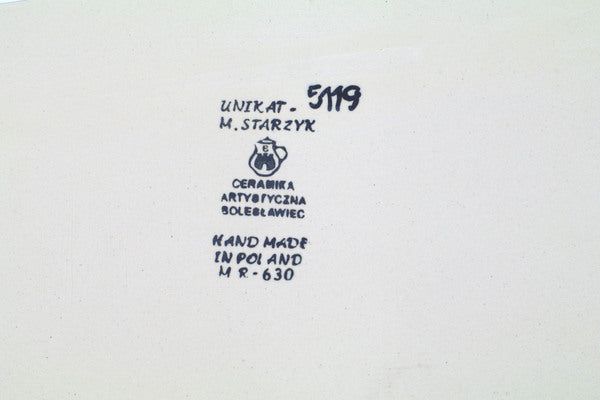 UNIKAT - 5119
M. STARZYK
CERAMIKA
ARTYSTYCZNA
BOLESŁAWIEC
HAND MADE
IN POLAND
M R - 630